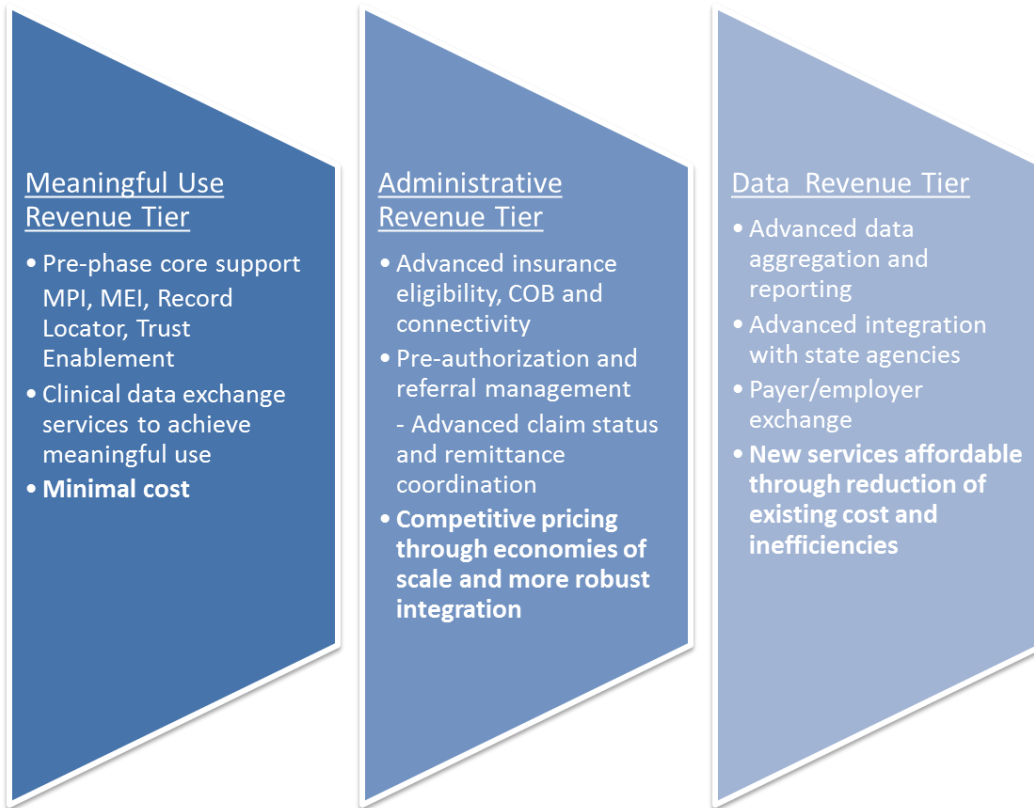 Meaningful Use
Revenue Tier
• Pre-phase core support
MPI, MEI, Record
Locator, Trust
Enablement
• Clinical data exchange
services to achieve
meaningful use
• Minimal cost
Administrative
Revenue Tier
• Advanced insurance
eligibility, COB and
connectivity
• Pre-authorization and
referral management
- Advanced claim status
and remittance
coordination
• Competitive pricing
through economies of
scale and more robust
integration
Data Revenue Tier
• Advanced data
aggregation and
reporting
• Advanced integration
with state agencies
• Payer/employer
exchange
• New services affordable
through reduction of
existing cost and
inefficiencies